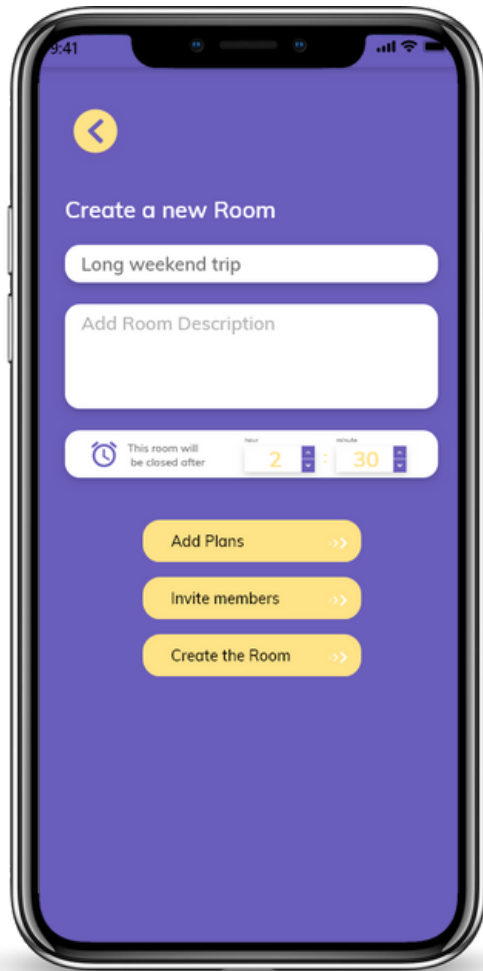 9:41
Create a new Room
Long weekend trip
Add Room Description
This room will
be closed after
hour
minute
2 : 30
Add Plans
Invite members
Create the Room